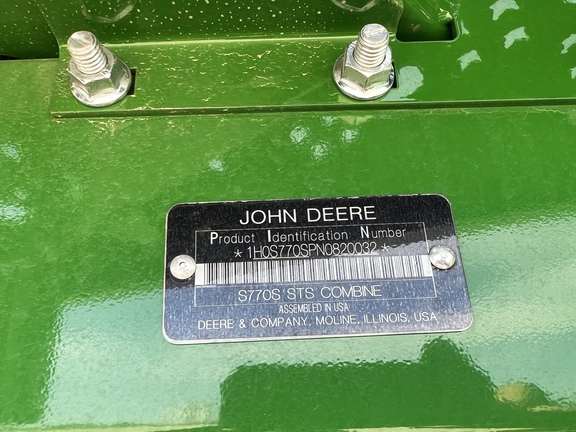 JOHN DEERE
Product Identification Number
*1H0S770SPN0820032*
S770S STS COMBINE
ASSEMBLED IN USA
DEERE & COMPANY, MOLINE, ILLINOIS, USA